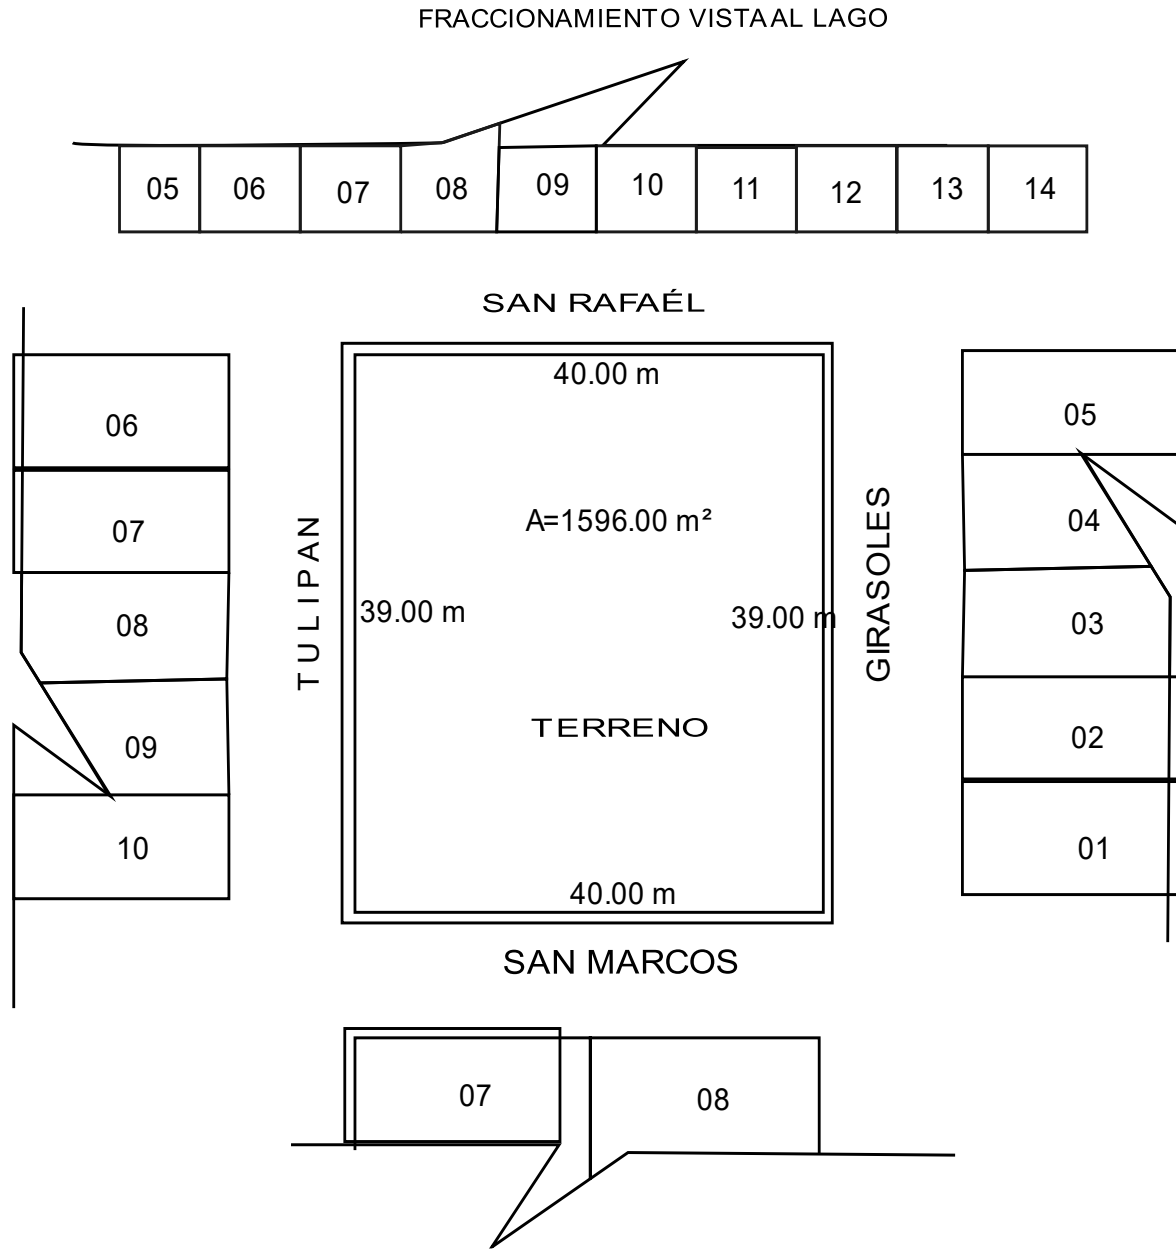 FRACCIONAMIENTO VISTA AL LAGO
05 06 07 08 09 10 11 12 13 14
SAN RAFAÉL
40.00 m
06
05
A=1596.00 m²
04
07
TULIPAN
GIRASOLES
39.00 m
39.00 m
08
03
TERRENO
09
02
10
01
40.00 m
SAN MARCOS
07
08